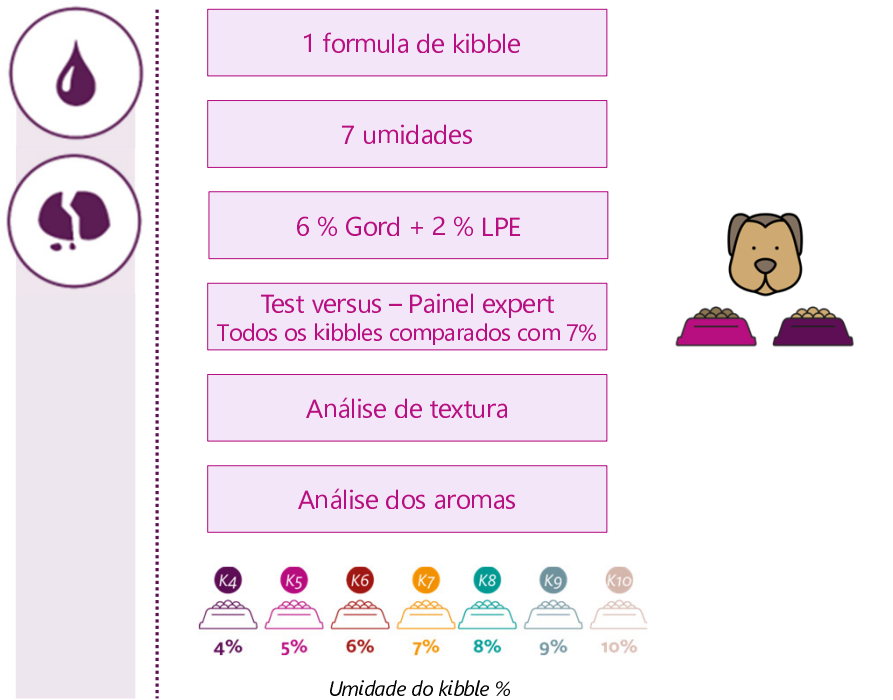 1 formula de kibble
7 umidades
6 % Gord + 2 % LPE
Test versus – Painel expert
Todos os kibbles comparados com 7%
Análise de textura
Análise dos aromas
K4 K5 K6 K7 K8 K9 K10
4% 5% 6% 7% 8% 9% 10%
Umidade do kibble %